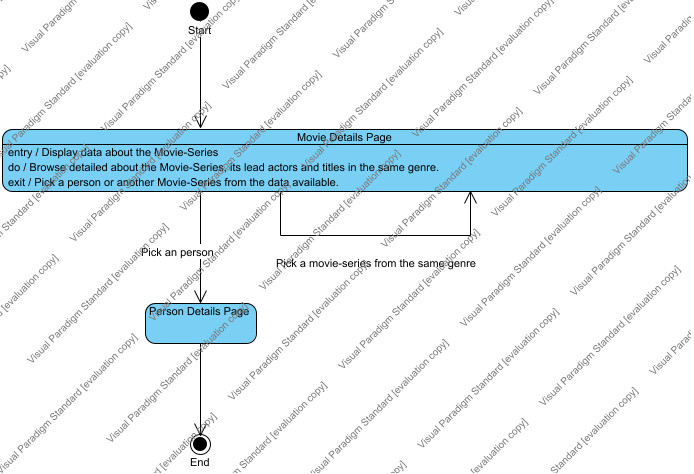 Start
Movie Details Page
entry / Display data about the Movie-Series
do / Browse detailed about the Movie-Series, its lead actors and titles in the same genre.
exit / Pick a person or another Movie-Series from the data available.
Pick an person
Pick a movie-series from the same genre
Person Details Page
End
Visual Paradigm Standard [evaluation copy]